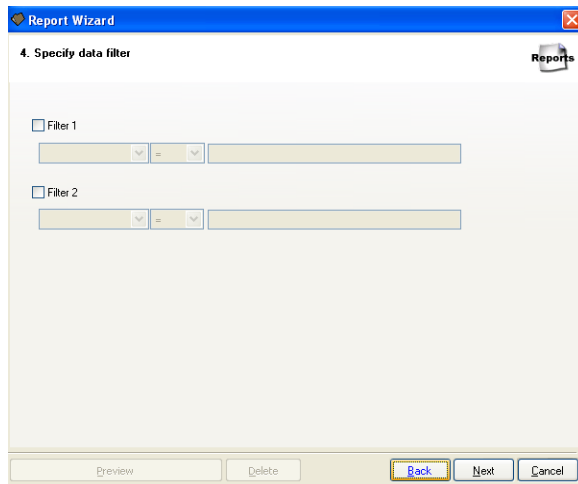 Report Wizard
4. Specify data filter
Reports
Filter 1
=
Filter 2
=
Preview Delete Back Next Cancel